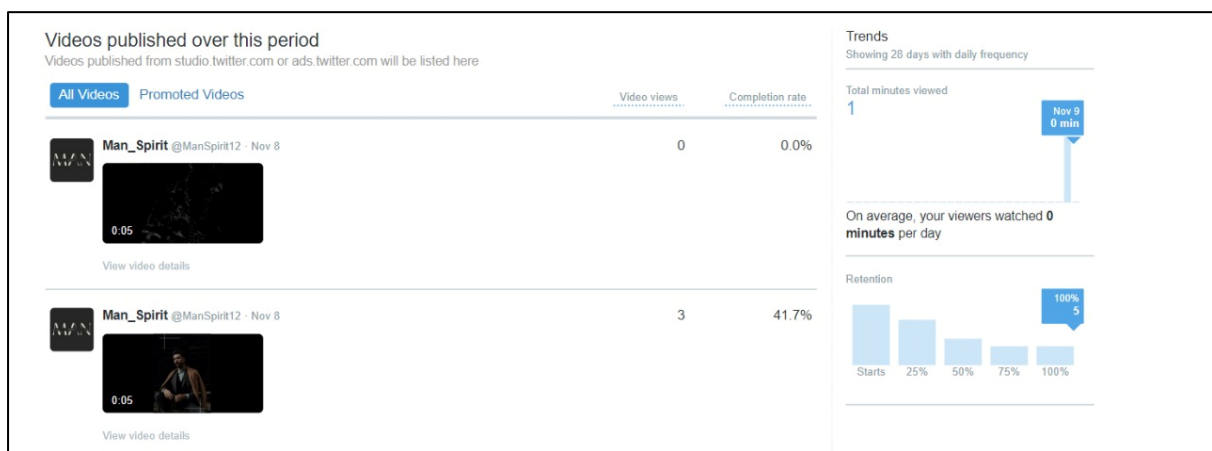 Videos published over this period
Videos published from studio.twitter.com or ads.twitter.com will be listed here
All Videos Promoted Videos
Video views Completion rate
MAN
Man_Spirit @ManSpirit12 · Nov 8
0 0.0%
0:05
View video details
MAN
Man_Spirit @ManSpirit12 · Nov 8
3 41.7%
0:05
View video details
Trends
Showing 28 days with daily frequency
Total minutes viewed
1
Nov 9
0 min
On average, your viewers watched 0
minutes per day
Retention
100%
5
Starts 25% 50% 75% 100%